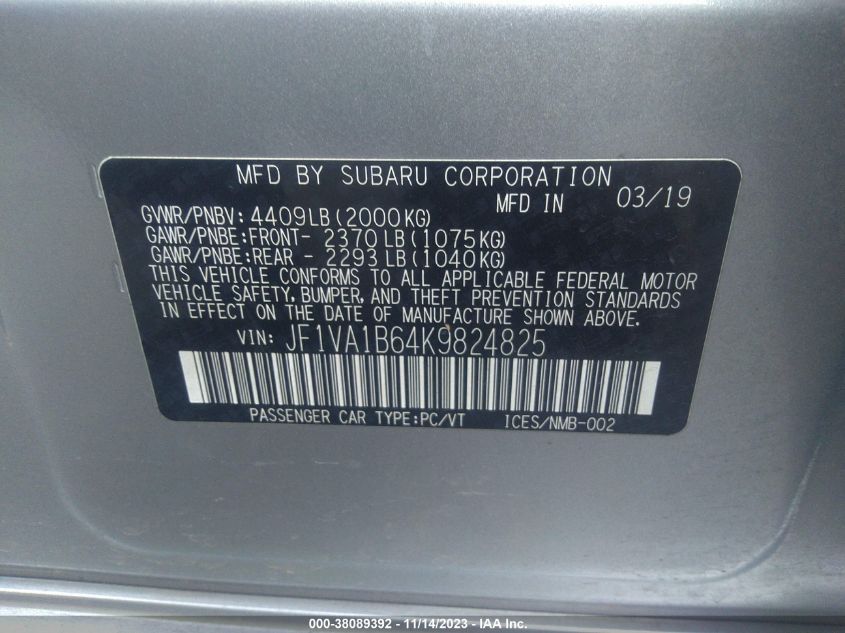 MFD BY SUBARU CORPORATION
MFD IN 03/19
GVWR/PNBV: 4409LB(2000KG)
GAWR/PNBE:FRONT- 2370LB(1075KG)
GAWR/PNBE:REAR - 2293LB(1040KG)
THIS VEHICLE CONFORMS TO ALL APPLICABLE FEDERAL MOTOR
VEHICLE SAFETY, BUMPER, AND THEFT PREVENTION STANDARDS
IN EFFECT ON THE DATE OF MANUFACTURE SHOWN ABOVE.
VIN: JF1VA1B64K9824825
PASSENGER CAR TYPE:PC/VT ICES/NMB-002
000-38089392 - 11/14/2023 - IAA Inc.